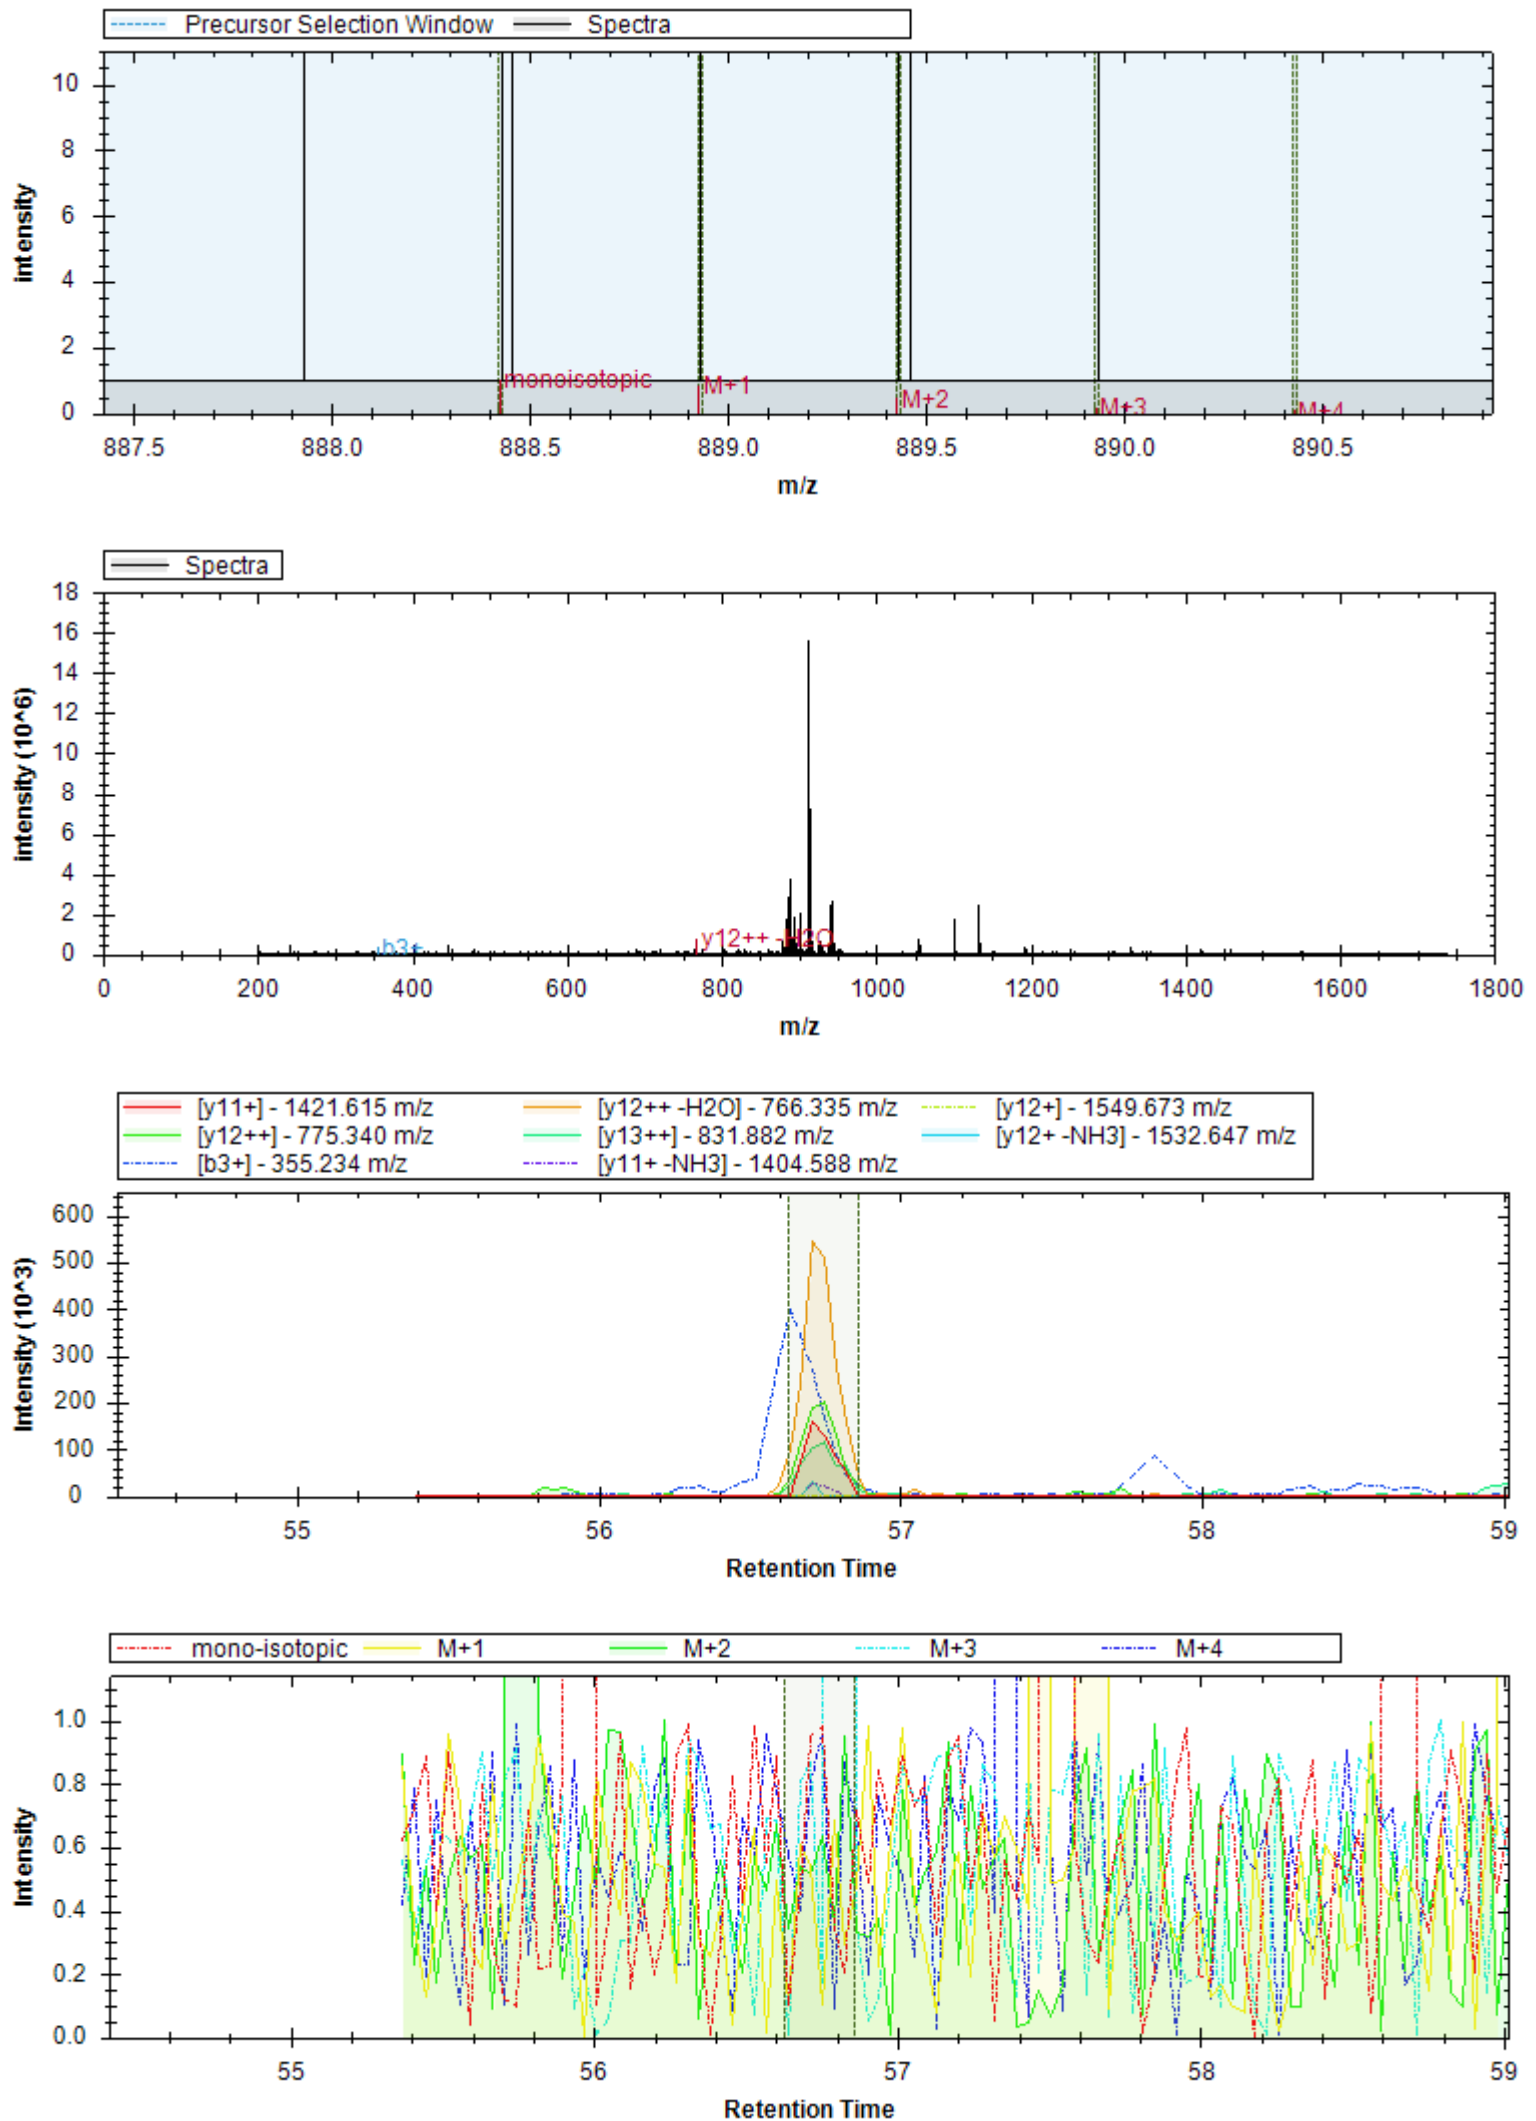 Precursor Selection Window Spectra
10
8
6
4
2
0
intensity
monoisotopic M+1 M+2 M+3 M+4
887.5 888.0 888.5 889.0 889.5 890.0 890.5
m/z
Spectra
18
16
14
12
10
8
6
4
2
0
intensity (10^6)
b3+ y12++ -H2O
0 200 400 600 800 1000 1200 1400 1600 1800
m/z
[y11+] - 1421.615 m/z [y12++ -H2O] - 766.335 m/z [y12+] - 1549.673 m/z
[y12++] - 775.340 m/z [y13++] - 831.882 m/z [y12+ -NH3] - 1532.647 m/z
[b3+] - 355.234 m/z [y11+ -NH3] - 1404.588 m/z
600
500
400
300
200
100
0
Intensity (10^3)
55 56 57 58 59
Retention Time
mono-isotopic M+1 M+2 M+3 M+4
1.0
0.8
0.6
0.4
0.2
0.0
Intensity
55 56 57 58 59
Retention Time